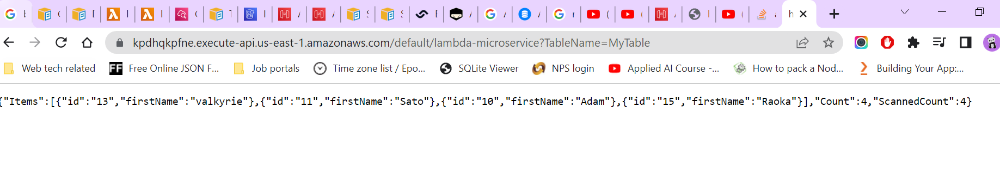 kpdhqkpfne.execute-api.us-east-1.amazonaws.com/default/lambda-microservice?TableName=MyTable
Web tech related FF Free Online JSON F... Job portals Time zone list / Epo... SQLite Viewer NPS login Applied AI Course -... How to pack a Nod... Building Your App:...
{"Items":[{"id":"13","firstName":"valkyrie"},{"id":"11","firstName":"Sato"},{"id":"10","firstName":"Adam"},{"id":"15","firstName":"Raoka"}],"Count":4,"ScannedCount":4}